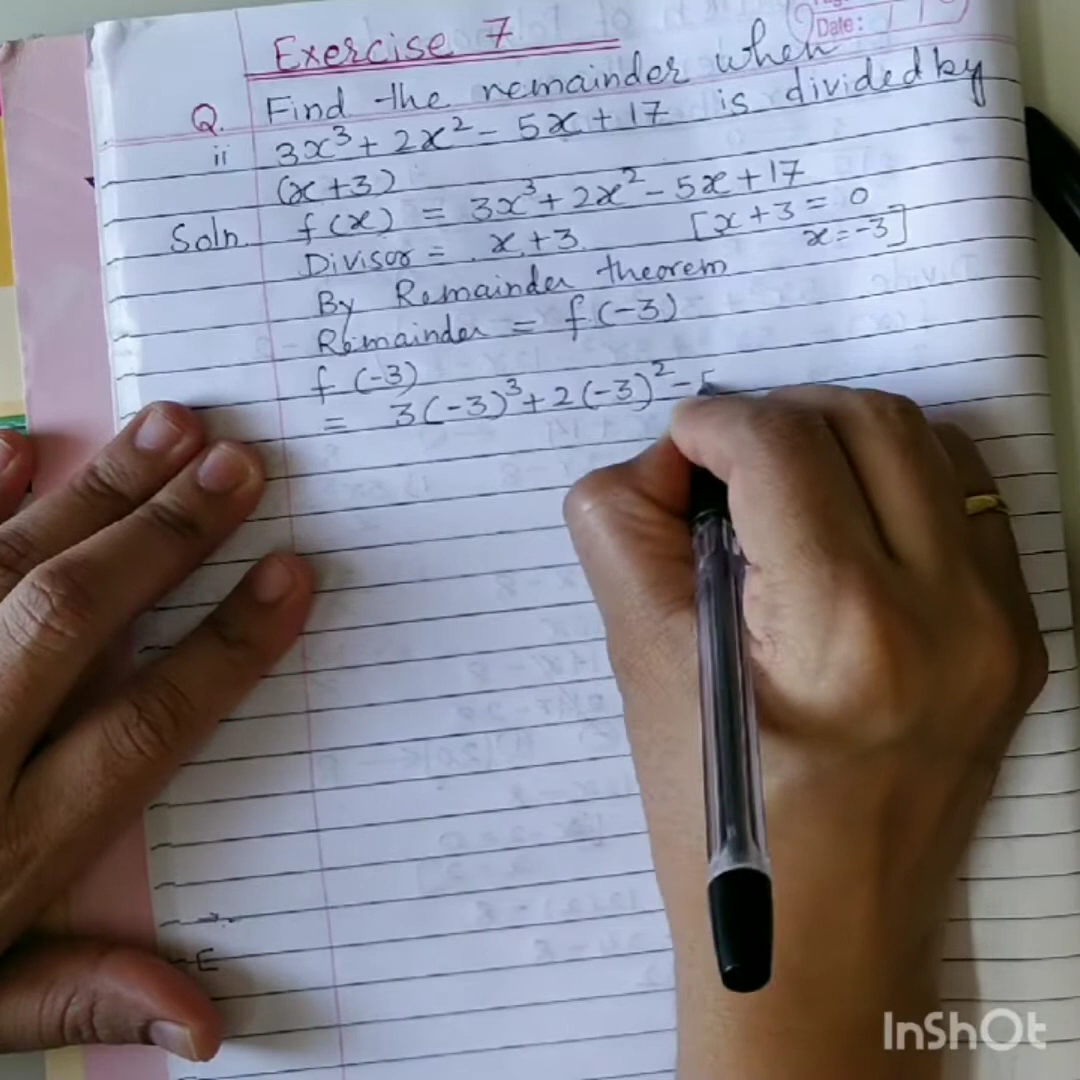 Date:
Exercise 7
Q. Find the remainder when
ii 3x³ + 2x² - 5x + 17 is divided by
(x + 3)
Soln. f(x) = 3x³ + 2x² - 5x + 17
Divisor = x + 3 [x + 3 = 0
x = -3]
By Remainder theorem
Remainder = f(-3)
f(-3)
= 3(-3)³ + 2(-3)² - 5
E
InShOt